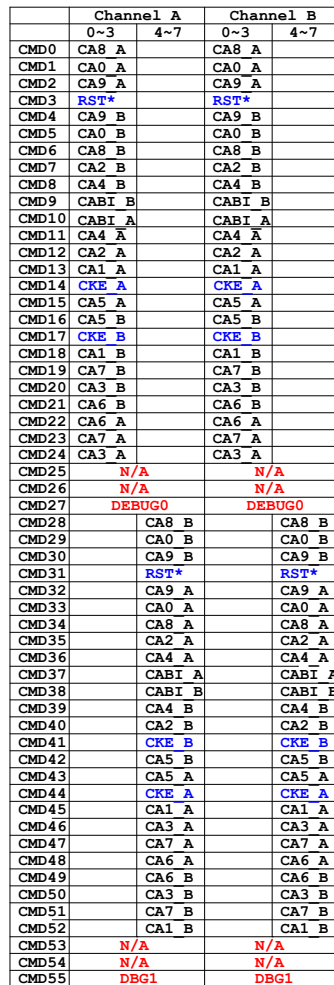 Channel A Channel B
0~3 4~7 0~3 4~7
CMD0 CA8_A CA8_A
CMD1 CA0_A CA0_A
CMD2 CA9_A CA9_A
CMD3 RST* RST*
CMD4 CA9_B CA9_B
CMD5 CA0_B CA0_B
CMD6 CA8_B CA8_B
CMD7 CA2_B CA2_B
CMD8 CA4_B CA4_B
CMD9 CABI_B CABI_B
CMD10 CABI_A CABI_A
CMD11 CA4_A CA4_A
CMD12 CA2_A CA2_A
CMD13 CA1_A CA1_A
CMD14 CKE_A CKE_A
CMD15 CA5_A CA5_A
CMD16 CA5_B CA5_B
CMD17 CKE_B CKE_B
CMD18 CA1_B CA1_B
CMD19 CA7_B CA7_B
CMD20 CA3_B CA3_B
CMD21 CA6_B CA6_B
CMD22 CA6_A CA6_A
CMD23 CA7_A CA7_A
CMD24 CA3_A CA3_A
CMD25 N/A N/A
CMD26 N/A N/A
CMD27 DEBUG0 DEBUG0
CMD28 CA8_B CA8_B
CMD29 CA0_B CA0_B
CMD30 CA9_B CA9_B
CMD31 RST* RST*
CMD32 CA9_A CA9_A
CMD33 CA0_A CA0_A
CMD34 CA8_A CA8_A
CMD35 CA2_A CA2_A
CMD36 CA4_A CA4_A
CMD37 CABI_A CABI_A
CMD38 CABI_B CABI_B
CMD39 CA4_B CA4_B
CMD40 CA2_B CA2_B
CMD41 CKE_B CKE_B
CMD42 CA5_B CA5_B
CMD43 CA5_A CA5_A
CMD44 CKE_A CKE_A
CMD45 CA1_A CA1_A
CMD46 CA3_A CA3_A
CMD47 CA7_A CA7_A
CMD48 CA6_A CA6_A
CMD49 CA6_B CA6_B
CMD50 CA3_B CA3_B
CMD51 CA7_B CA7_B
CMD52 CA1_B CA1_B
CMD53 N/A N/A
CMD54 N/A N/A
CMD55 DBG1 DBG1